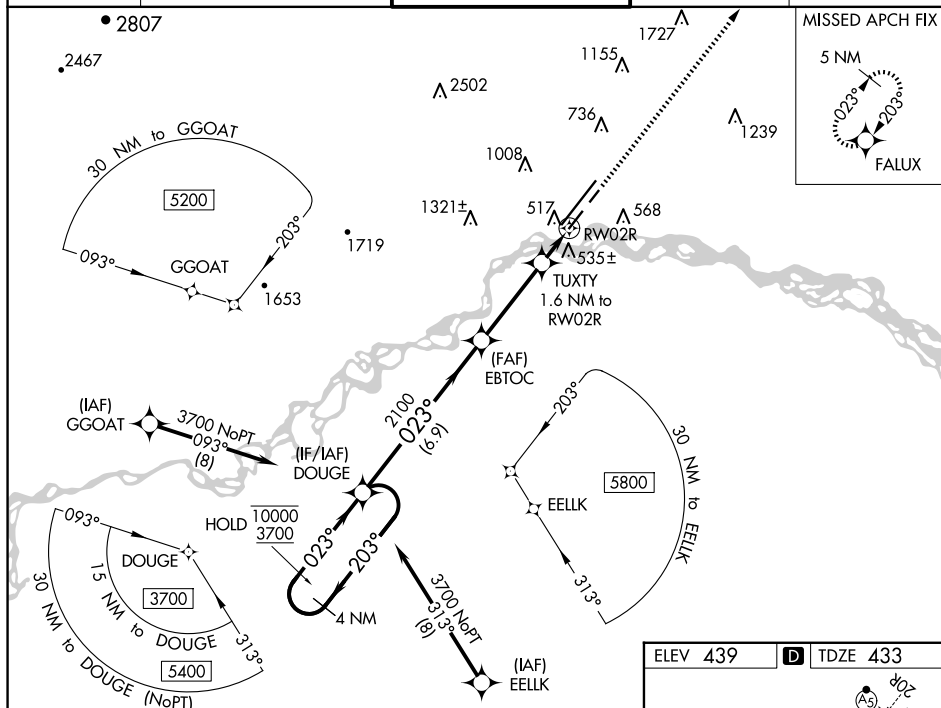 2807
2467
1727
1155
2502
736
1239
1008
1321±
517
568
535±
1719
1653
MISSED APCH FIX
5 NM
023°
203°
FALUX
30 NM to GGOAT
5200
203°
093°
GGOAT
RW02R
TUXTY
1.6 NM to
RW02R
(FAF)
EBTOC
2100
023°
(6.9)
(IAF)
GGOAT
3700 NoPT
093°
(8)
(IF/IAF)
DOUGE
HOLD
10000
3700
023°
203°
4 NM
203°
30 NM to EELLK
5800
EELLK
313°
093°
DOUGE
3700
15 NM to DOUGE
313°
5400
30 NM to DOUGE (NoPT)
3700 NoPT
313°
(8)
(IAF)
EELLK
ELEV 439
D
TDZE 433
20R
A5